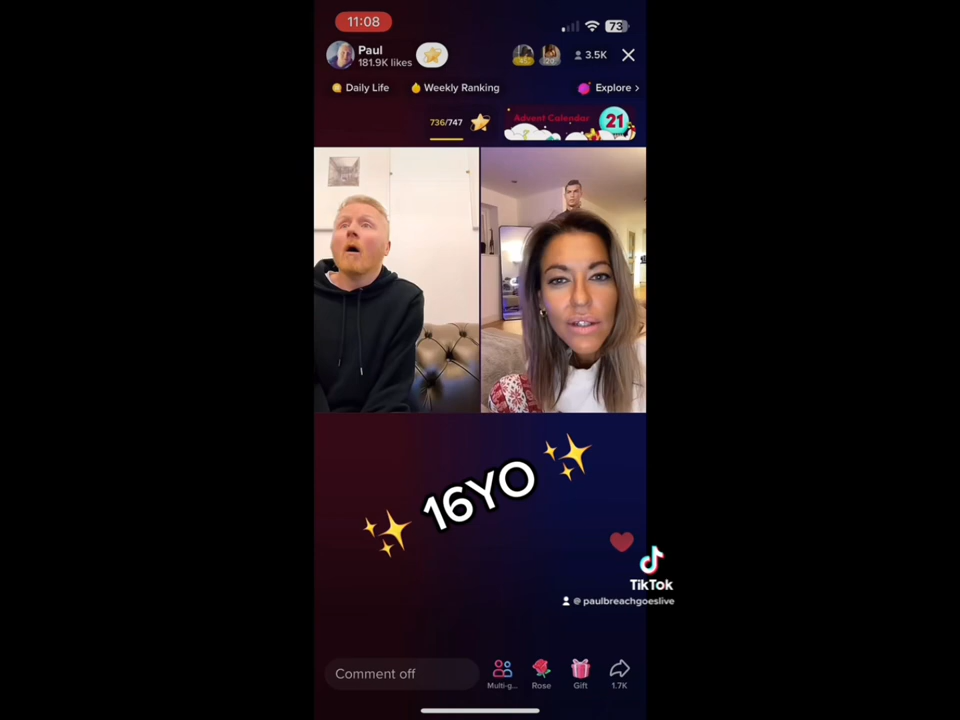 11:08
73
Paul
181.9K likes
3.5K
Daily Life
Weekly Ranking
Explore >
736/747
Advent Calendar
21
✨ 16YO ✨
TikTok
@ paulbreachgoeslive
Comment off
Multi-g...
Rose
Gift
1.7K